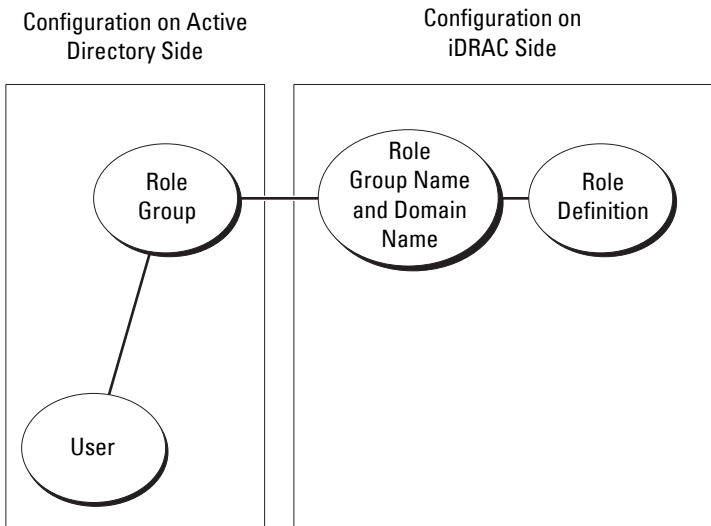 Configuration on Active
Directory Side
Configuration on
iDRAC Side
Role
Group
Role
Group Name
and Domain
Name
Role
Definition
User